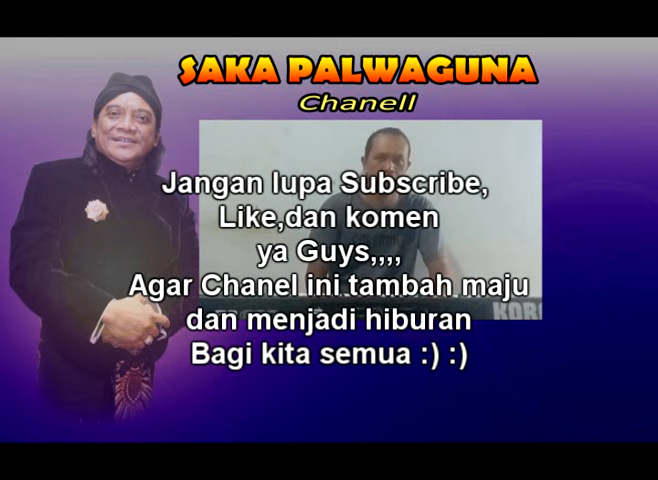 SAKA PALWAGUNA
Chanell
Jangan lupa Subscribe,
Like,dan komen
ya Guys,,,,
Agar Chanel ini tambah maju
dan menjadi hiburan
Bagi kita semua :) :)
KORG